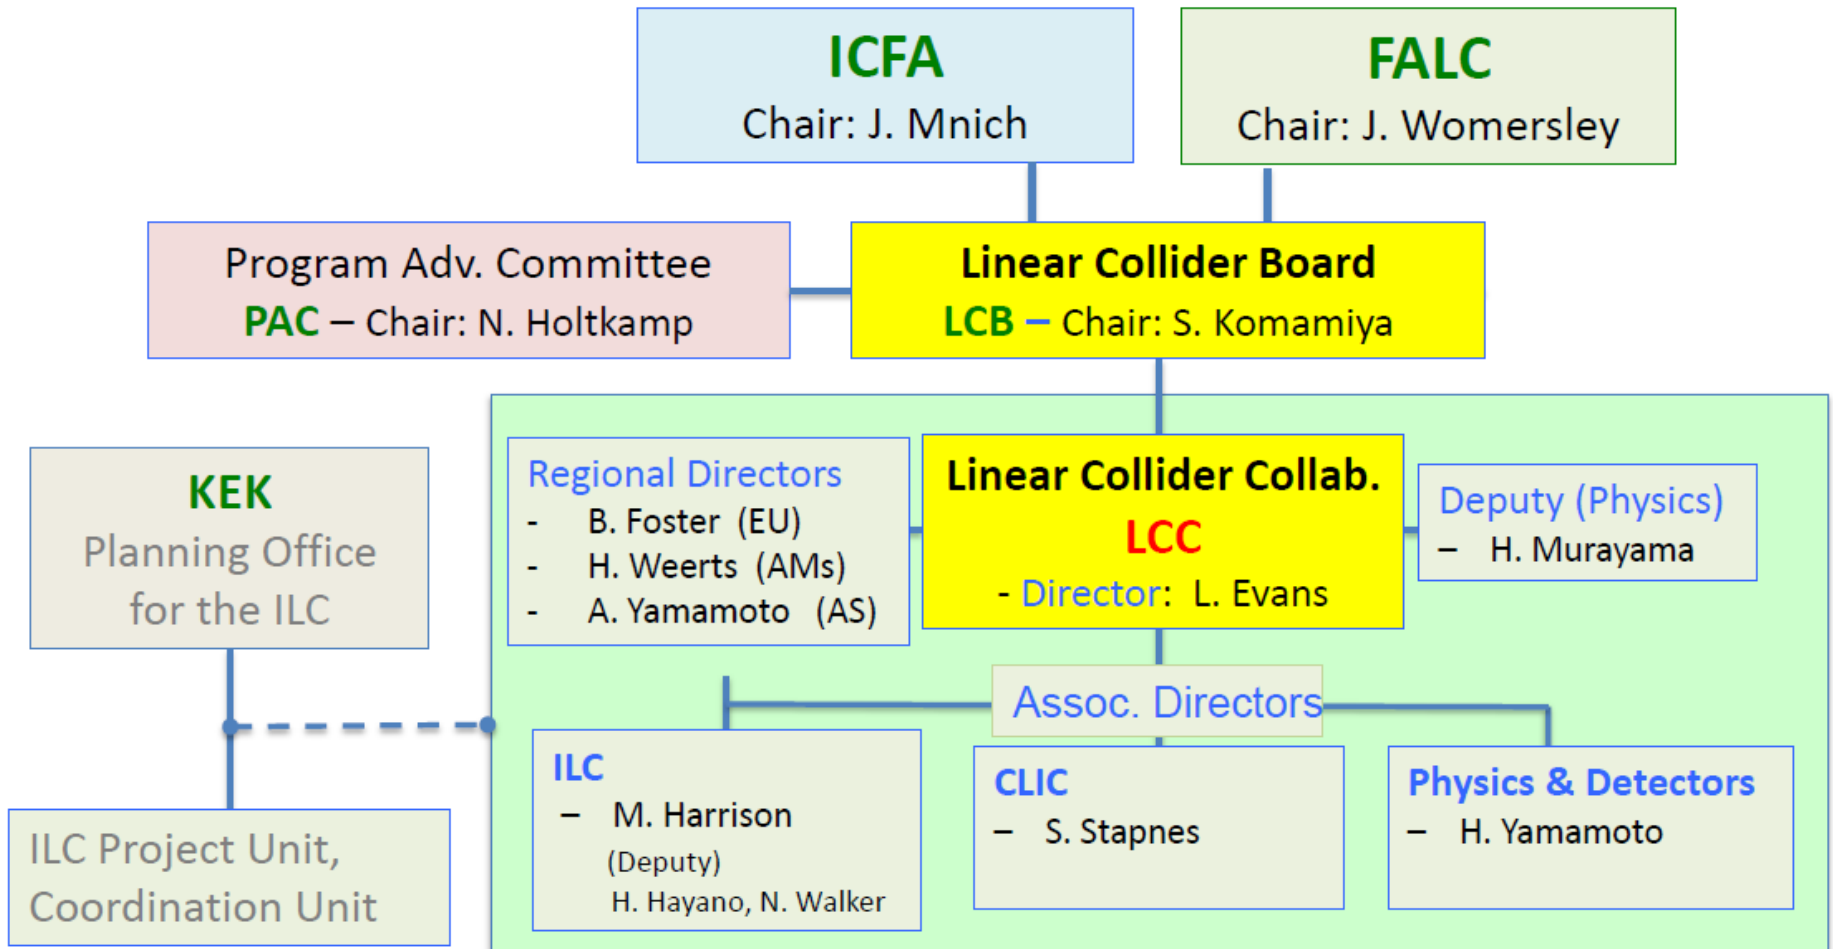 ICFA
Chair: J. Mnich
FALC
Chair: J. Womersley
Program Adv. Committee
PAC – Chair: N. Holtkamp
Linear Collider Board
LCB – Chair: S. Komamiya
KEK
Planning Office
for the ILC
Regional Directors
- B. Foster (EU)
- H. Weerts (AMs)
- A. Yamamoto (AS)
Linear Collider Collab.
LCC
- Director: L. Evans
Deputy (Physics)
– H. Murayama
Assoc. Directors
ILC Project Unit,
Coordination Unit
ILC
– M. Harrison
(Deputy)
H. Hayano, N. Walker
CLIC
– S. Stapnes
Physics & Detectors
– H. Yamamoto